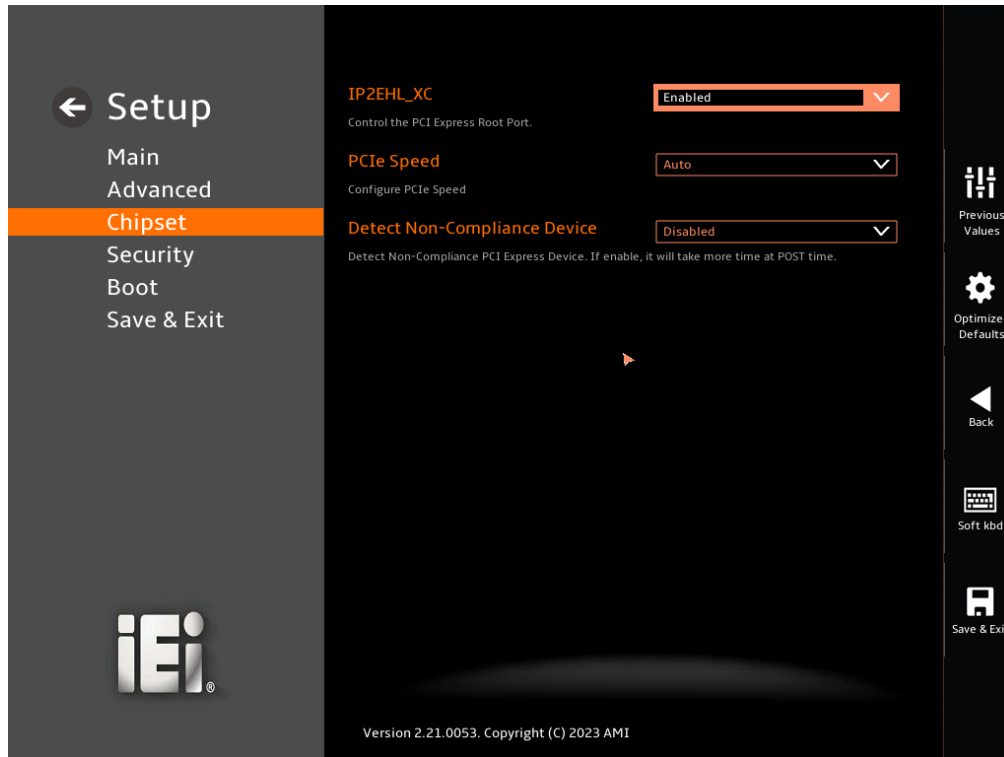 Setup
Main
Advanced
Chipset
Security
Boot
Save & Exit
IP2EHL_XC
Enabled
Control the PCI Express Root Port.
PCIe Speed
Auto
Configure PCIe Speed
Detect Non-Compliance Device
Disabled
Detect Non-Compliance PCI Express Device. If enable, it will take more time at POST time.
Previous
Values
Optimize
Defaults
Back
Soft kbd
Save & Exi
iEi®
Version 2.21.0053. Copyright (C) 2023 AMI